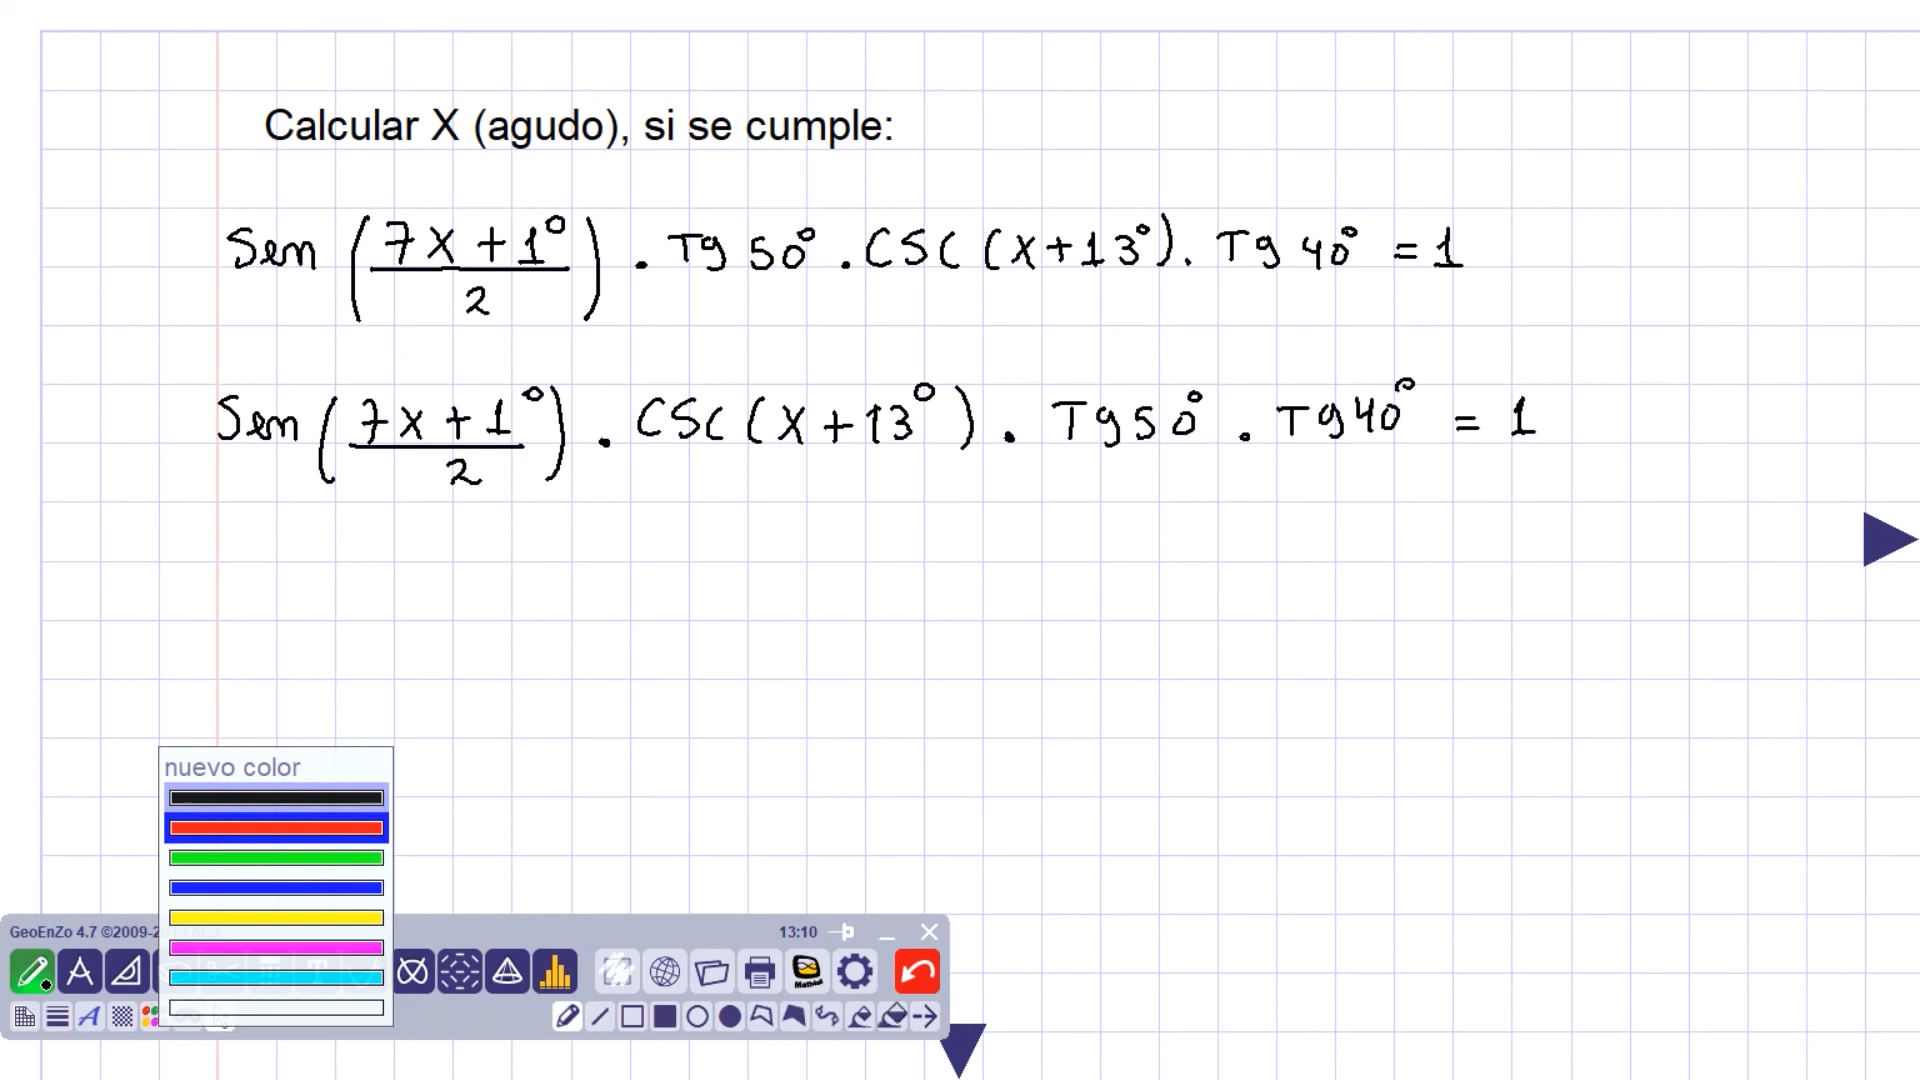 Calcular X (agudo), si se cumple:
Sen ((7x + 1°)/2) . Tg 50° . CSC (x+13°). Tg 40° = 1
Sen ((7x + 1°)/2) . CSC (x+13°) . Tg 50° . Tg 40° = 1
nuevo color
GeoEnZo 4.7 ©2009-2
13:10